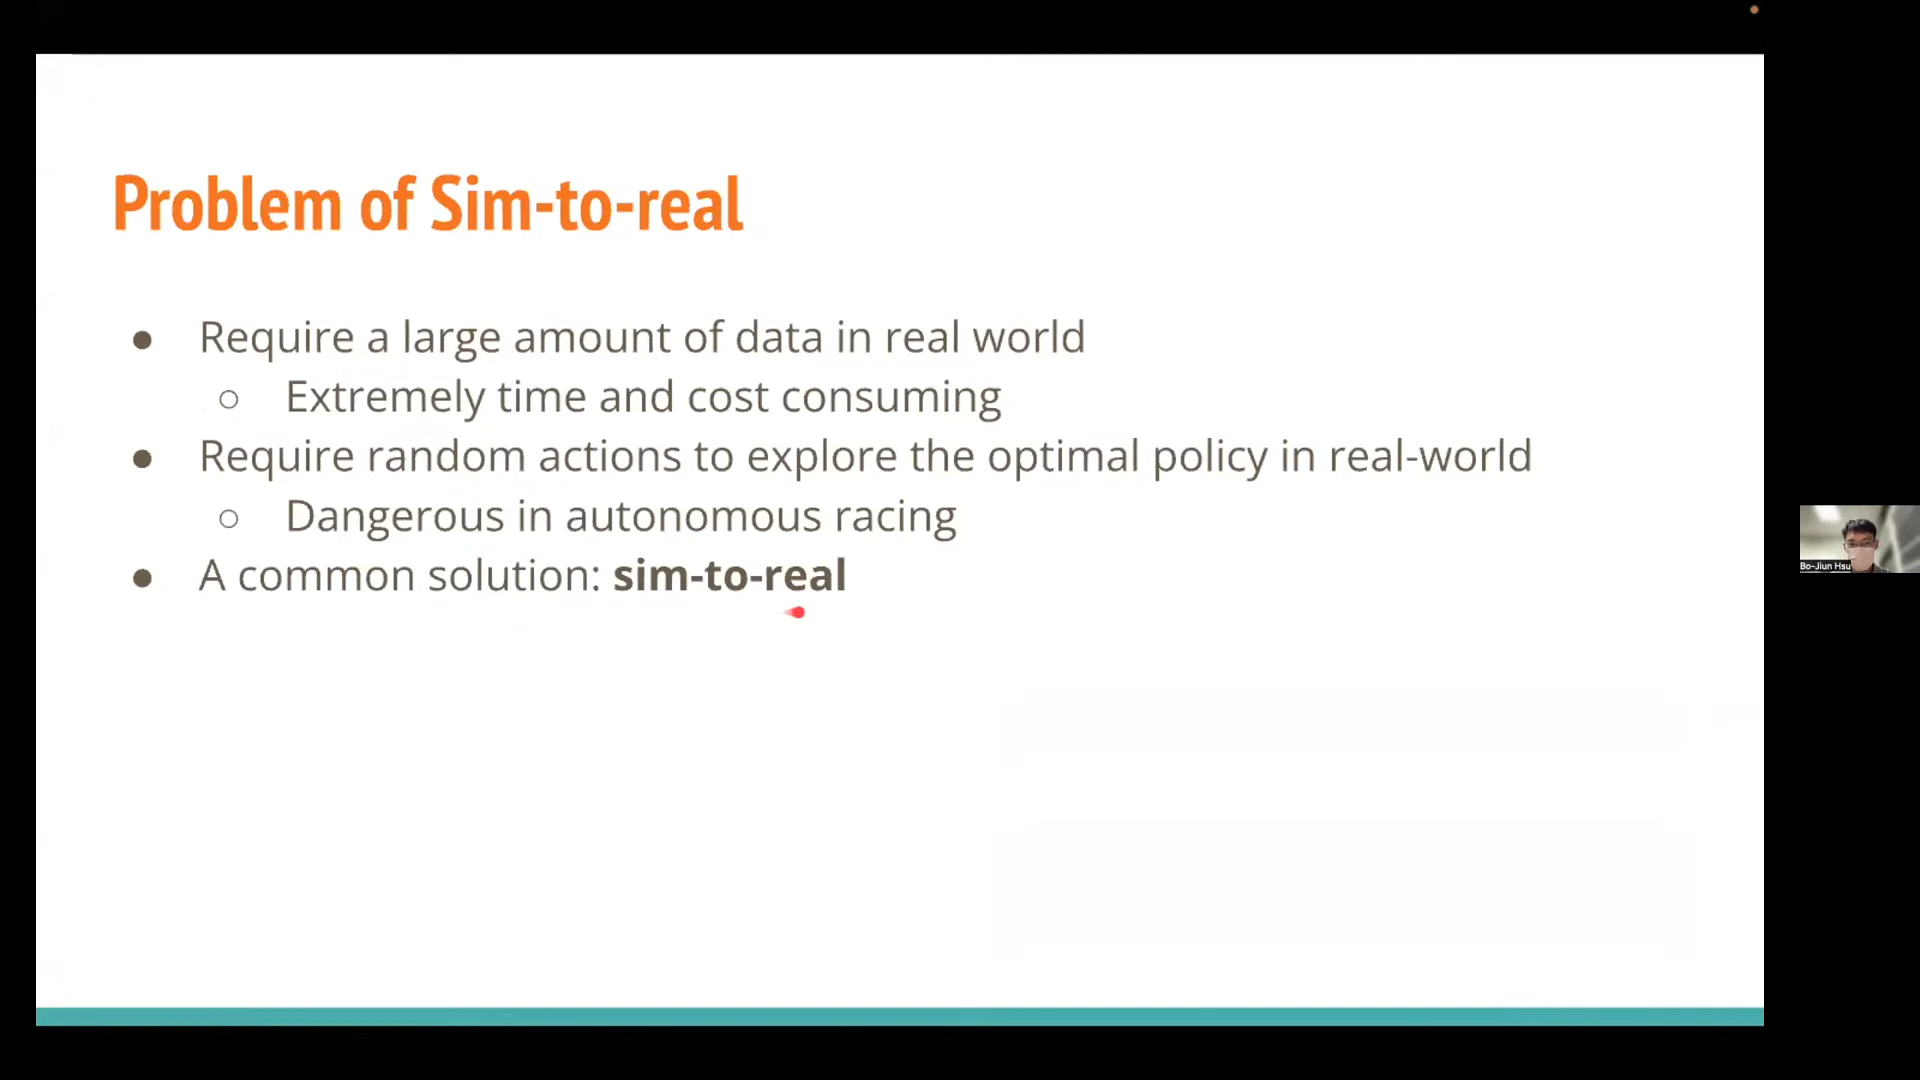 Problem of Sim-to-real
● Require a large amount of data in real world
○ Extremely time and cost consuming
● Require random actions to explore the optimal policy in real-world
○ Dangerous in autonomous racing
● A common solution: sim-to-real
Bo-Jiun Hsu